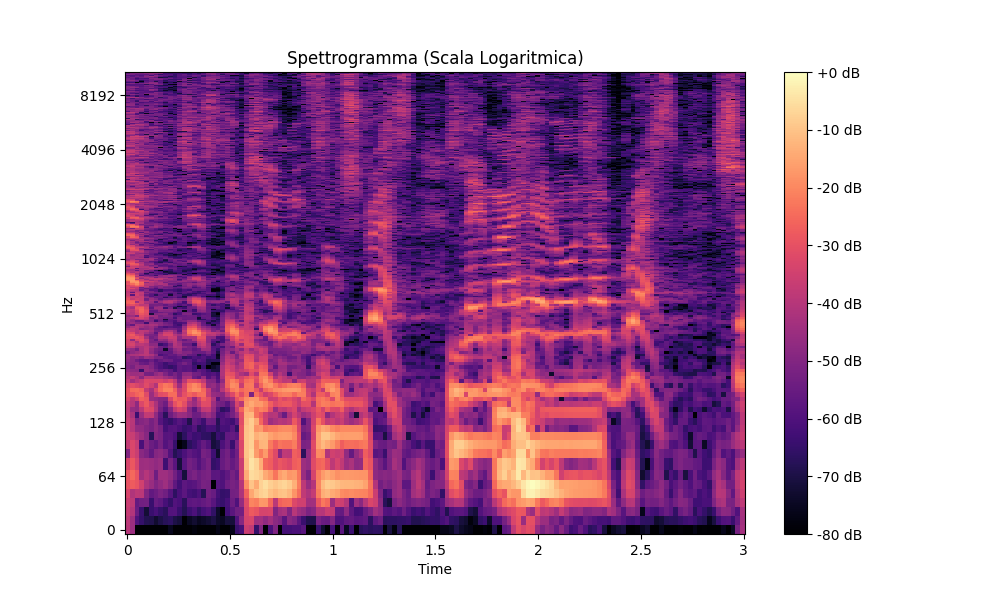 Spettrogramma (Scala Logaritmica)
Hz
8192
4096
2048
1024
512
256
128
64
0
0 0.5 1 1.5 2 2.5 3
Time
+0 dB
-10 dB
-20 dB
-30 dB
-40 dB
-50 dB
-60 dB
-70 dB
-80 dB